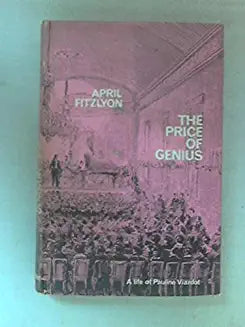 APRIL
FITZLYON
THE
PRICE
OF
GENIUS
A life of Pauline Viardot